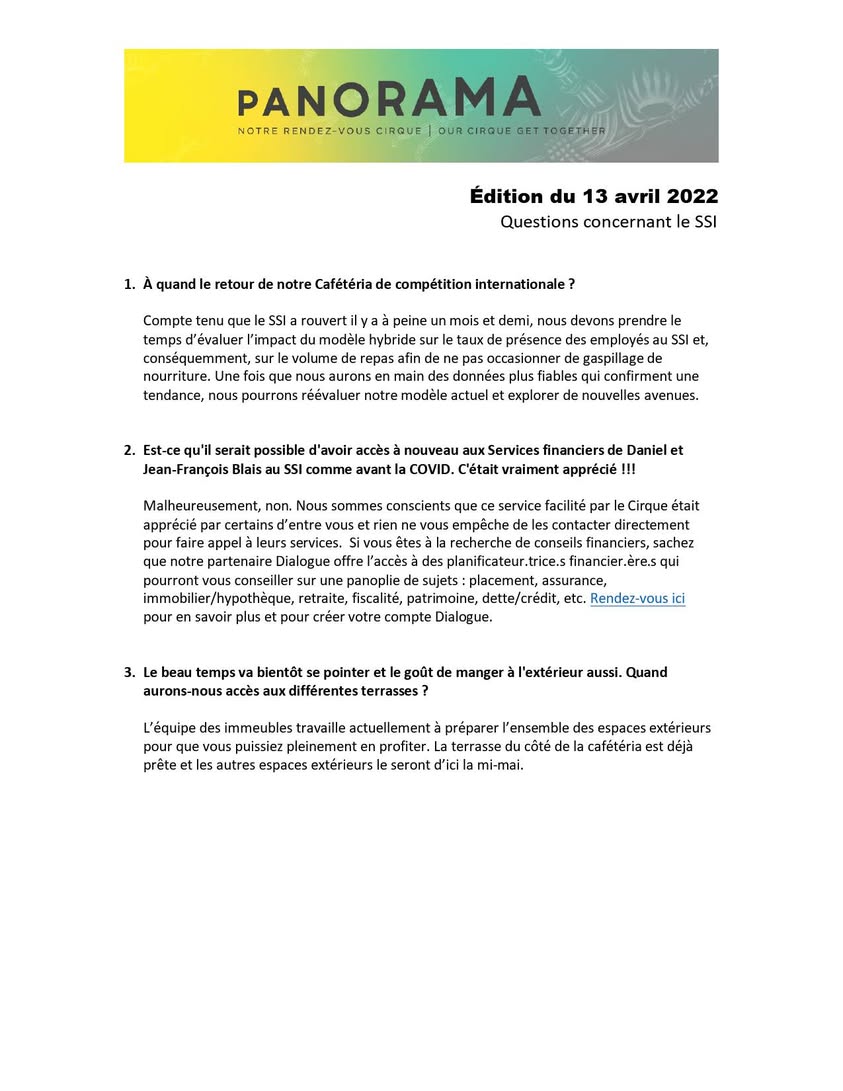 PANORAMA
NOTRE RENDEZ-VOUS CIRQUE | OUR CIRQUE GET TOGETHER
Édition du 13 avril 2022
Questions concernant le SSI
1. À quand le retour de notre Cafétéria de compétition internationale ?
Compte tenu que le SSI a rouvert il y a à peine un mois et demi, nous devons prendre le
temps d’évaluer l’impact du modèle hybride sur le taux de présence des employés au SSI et,
conséquemment, sur le volume de repas afin de ne pas occasionner de gaspillage de
nourriture. Une fois que nous aurons en main des données plus fiables qui confirment une
tendance, nous pourrons réévaluer notre modèle actuel et explorer de nouvelles avenues.
2. Est-ce qu'il serait possible d'avoir accès à nouveau aux Services financiers de Daniel et
Jean-François Blais au SSI comme avant la COVID. C'était vraiment apprécié !!!
Malheureusement, non. Nous sommes conscients que ce service facilité par le Cirque était
apprécié par certains d’entre vous et rien ne vous empêche de les contacter directement
pour faire appel à leurs services.  Si vous êtes à la recherche de conseils financiers, sachez
que notre partenaire Dialogue offre l’accès à des planificateur.trice.s financier.ère.s qui
pourront vous conseiller sur une panoplie de sujets : placement, assurance,
immobilier/hypothèque, retraite, fiscalité, patrimoine, dette/crédit, etc. Rendez-vous ici
pour en savoir plus et pour créer votre compte Dialogue.
3. Le beau temps va bientôt se pointer et le goût de manger à l'extérieur aussi. Quand
aurons-nous accès aux différentes terrasses ?
L’équipe des immeubles travaille actuellement à préparer l’ensemble des espaces extérieurs
pour que vous puissiez pleinement en profiter. La terrasse du côté de la cafétéria est déjà
prête et les autres espaces extérieurs le seront d’ici la mi-mai.